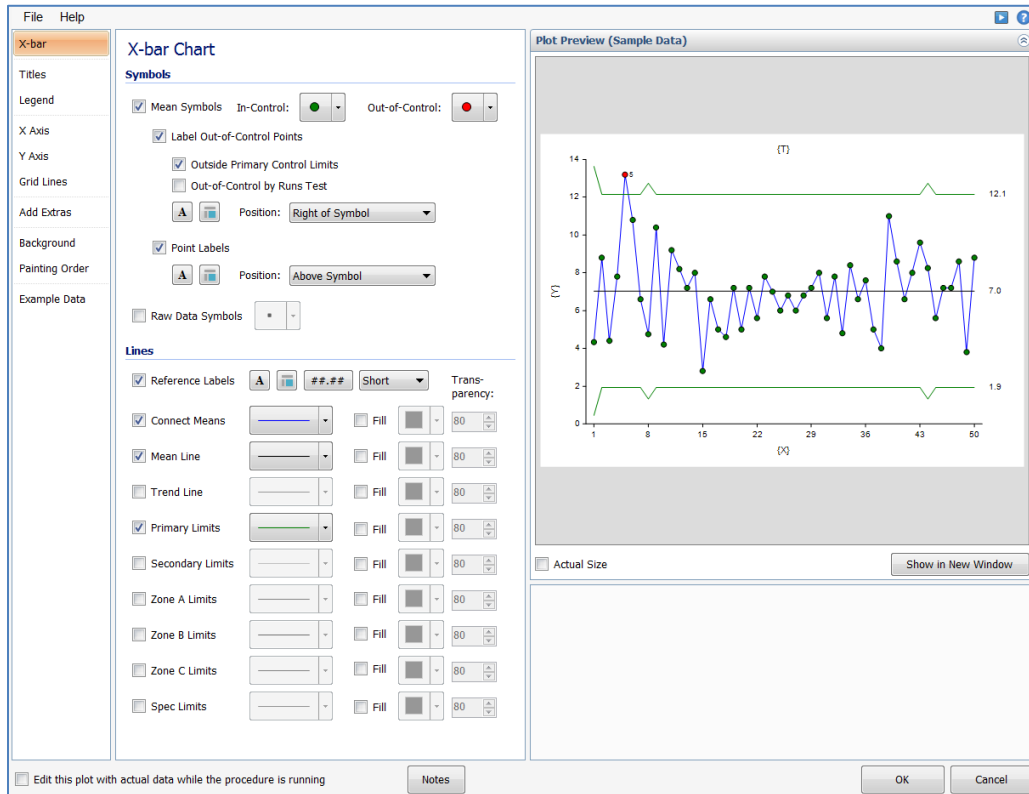 File Help
X-bar
Titles
Legend
X Axis
Y Axis
Grid Lines
Add Extras
Background
Painting Order
Example Data
X-bar Chart
Symbols
Mean Symbols In-Control: Out-of-Control:
Label Out-of-Control Points
Outside Primary Control Limits
Out-of-Control by Runs Test
A Position: Right of Symbol
Point Labels
A Position: Above Symbol
Raw Data Symbols
Lines
Reference Labels A ##.## Short Trans-
parency:
Connect Means Fill 80
Mean Line Fill 80
Trend Line Fill 80
Primary Limits Fill 80
Secondary Limits Fill 80
Zone A Limits Fill 80
Zone B Limits Fill 80
Zone C Limits Fill 80
Spec Limits Fill 80
Plot Preview (Sample Data)
{T}
14
12
10
8
6
4
2
0
{Y}
5
12.1
7.0
1.9
1 8 15 22 29 36 43 50
{X}
Actual Size Show in New Window
Edit this plot with actual data while the procedure is running Notes OK Cancel